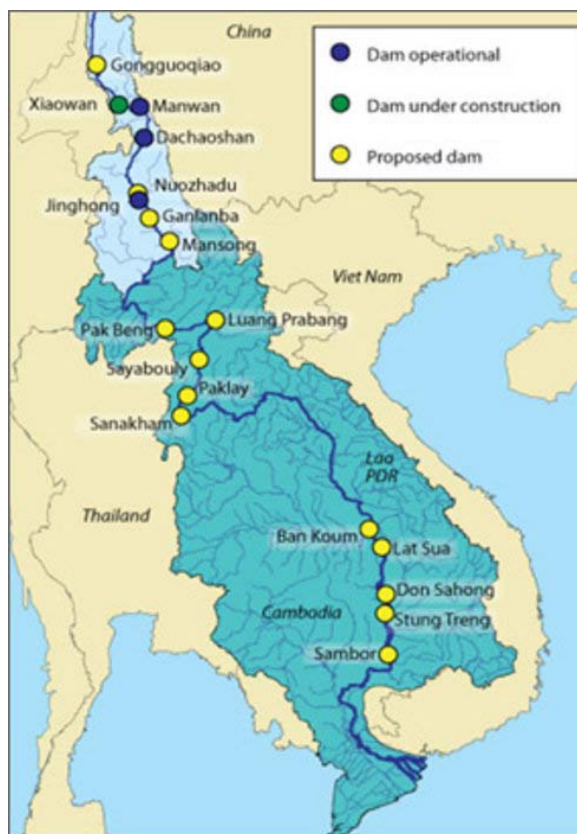 China
Dam operational
Dam under construction
Proposed dam
Gongguoqiao
Xiaowan
Manwan
Dachaoshan
Nuozhadu
Jinghong
Ganlanba
Mansong
Viet Nam
Pak Beng
Luang Prabang
Sayabouly
Paklay
Sanakham
Laa
PDR
Thailand
Ban Koum
Lat Sua
Don Sahong
Cambodia
Stung Treng
Sambor